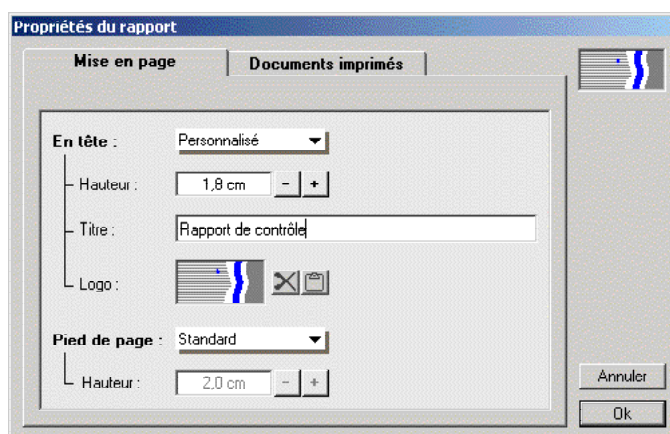 Propriétés du rapport
Mise en page
Documents imprimés
En tête :
Personnalisé
Hauteur :
1,8 cm
- +
Titre :
Rapport de contrôle
Logo :
Pied de page :
Standard
Hauteur :
2.0 cm
- +
Annuler
Ok